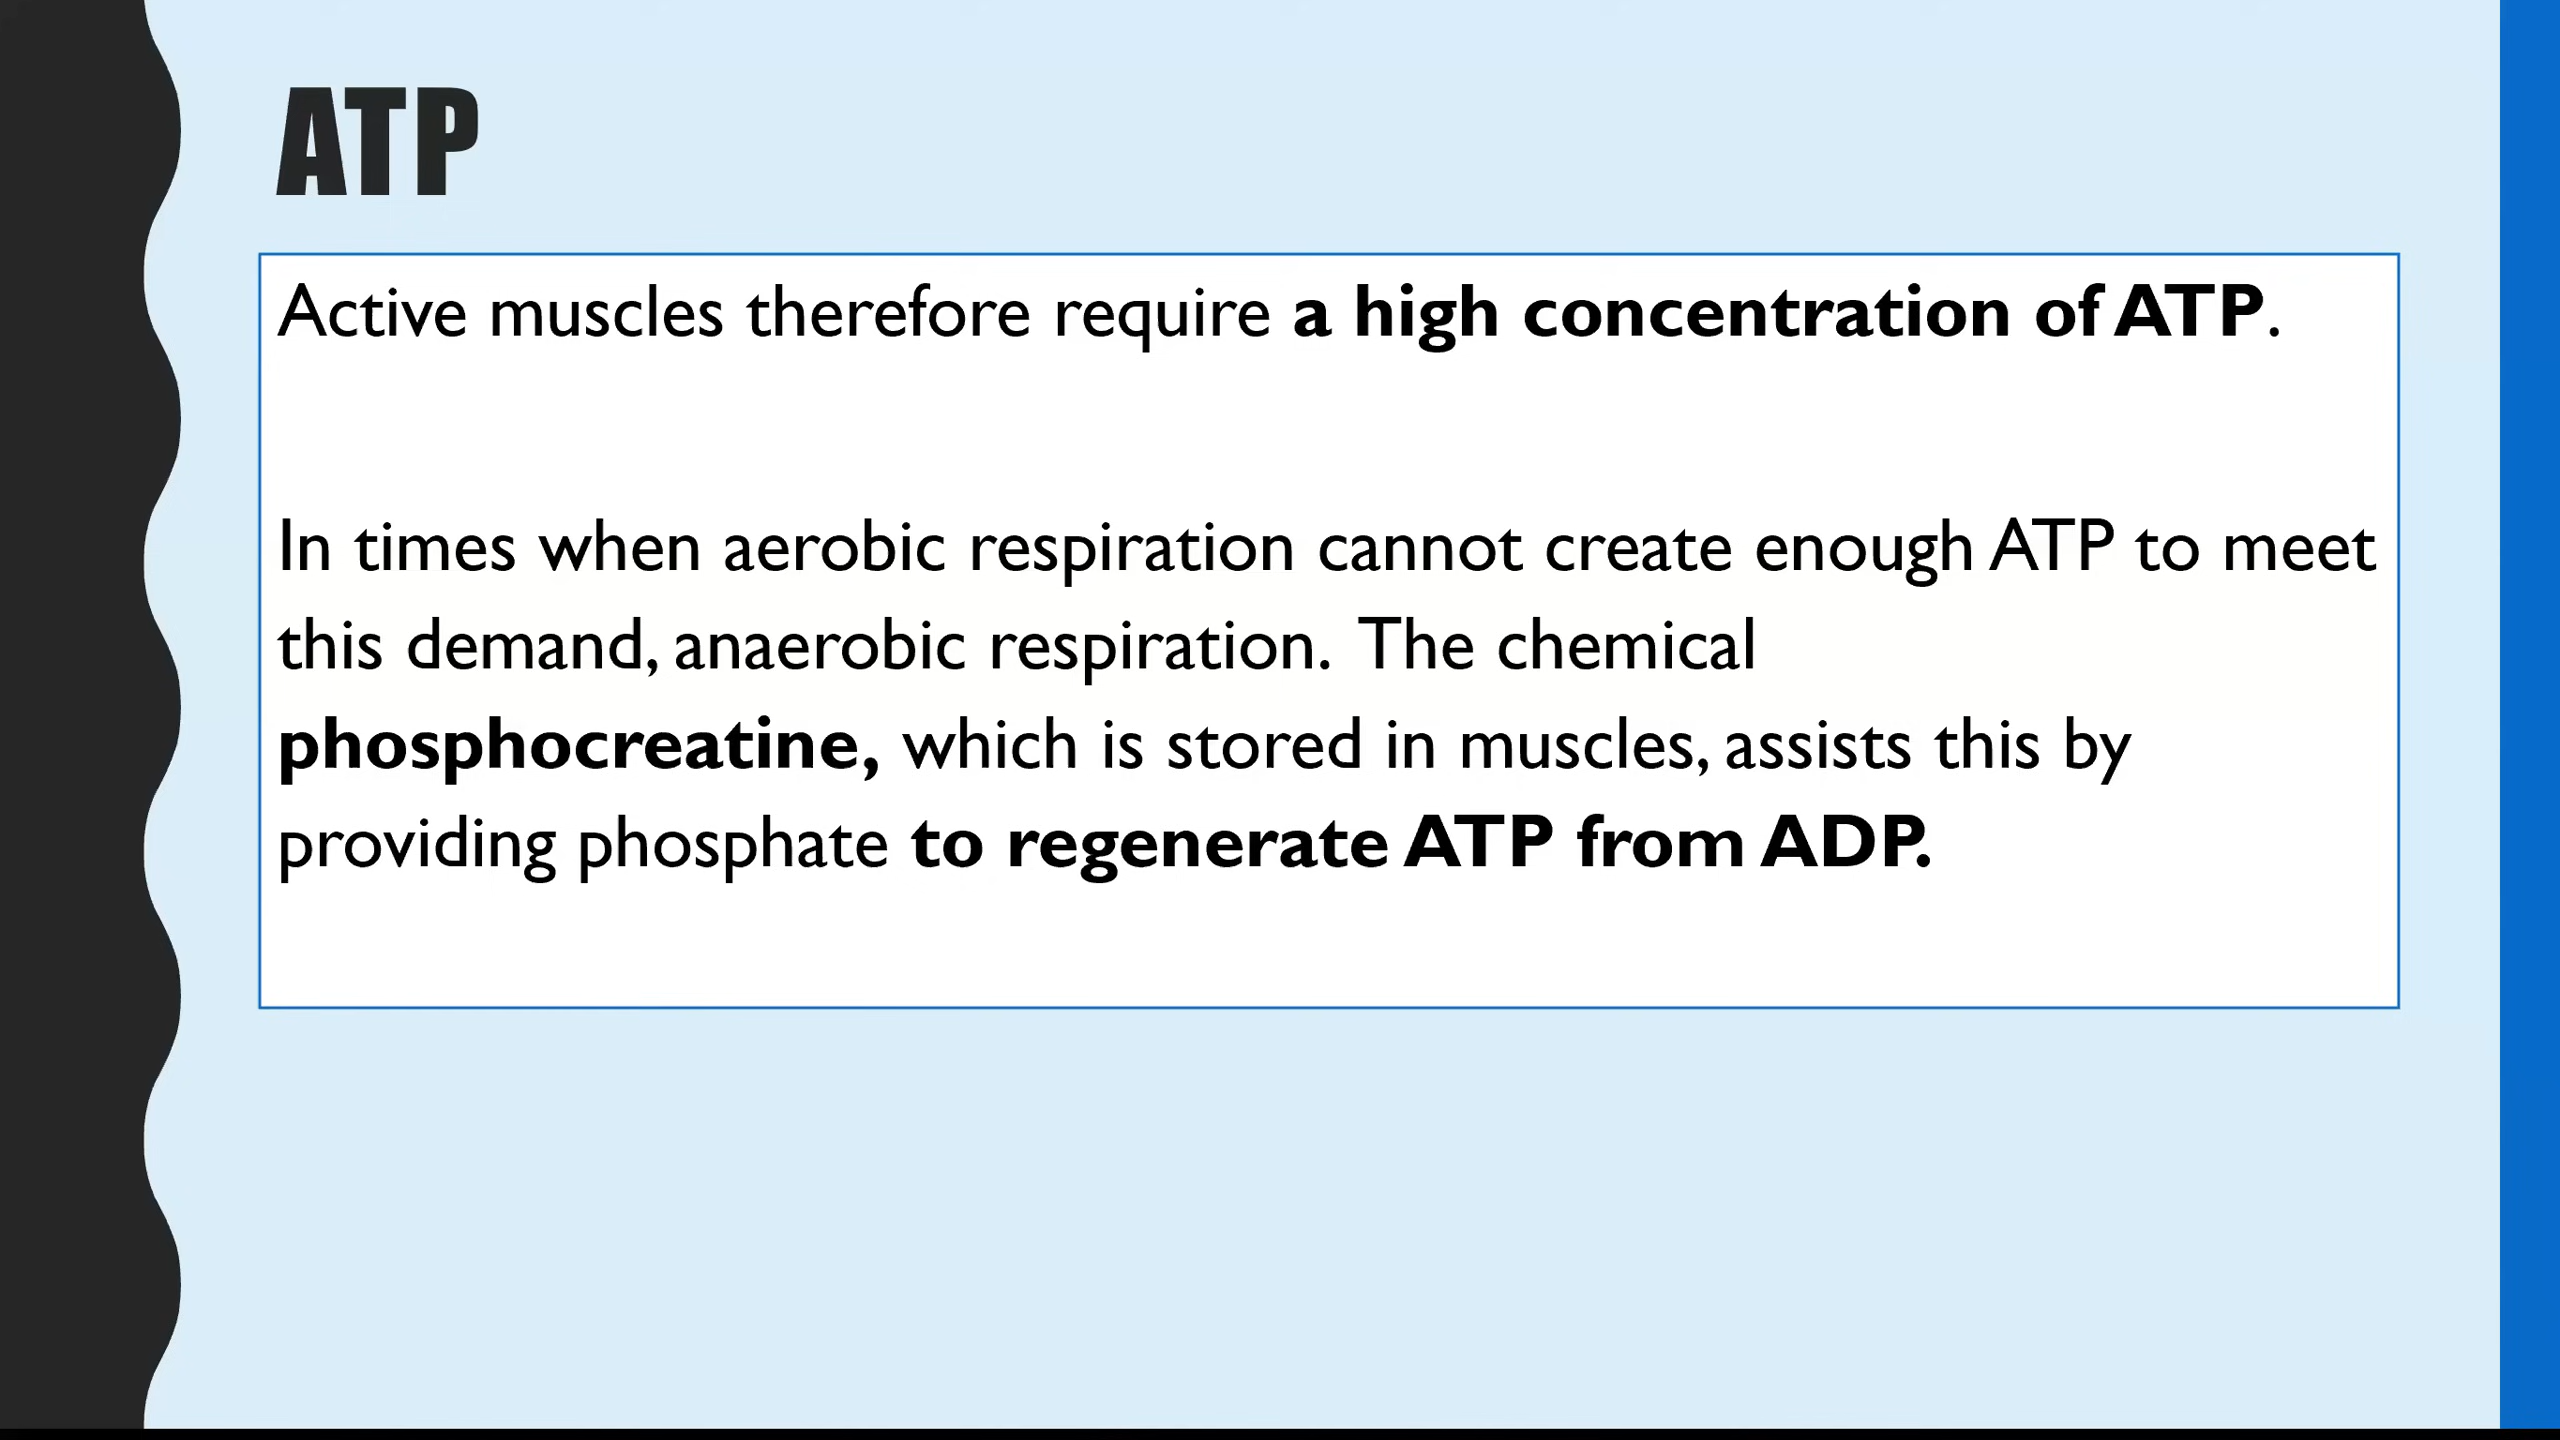 ATP
Active muscles therefore require a high concentration of ATP.
In times when aerobic respiration cannot create enough ATP to meet
this demand, anaerobic respiration. The chemical
phosphocreatine, which is stored in muscles, assists this by
providing phosphate to regenerate ATP from ADP.